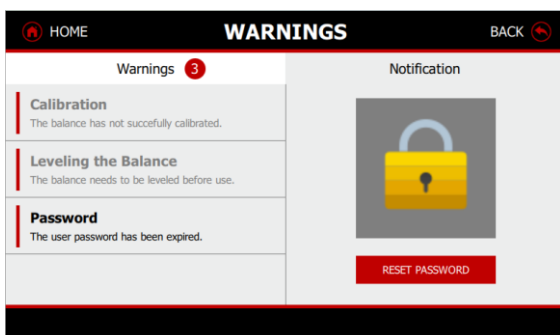 HOME
WARNINGS
BACK
Warnings 3
Notification
Calibration
The balance has not succefully calibrated.
Leveling the Balance
The balance needs to be leveled before use.
Password
The user password has been expired.
RESET PASSWORD